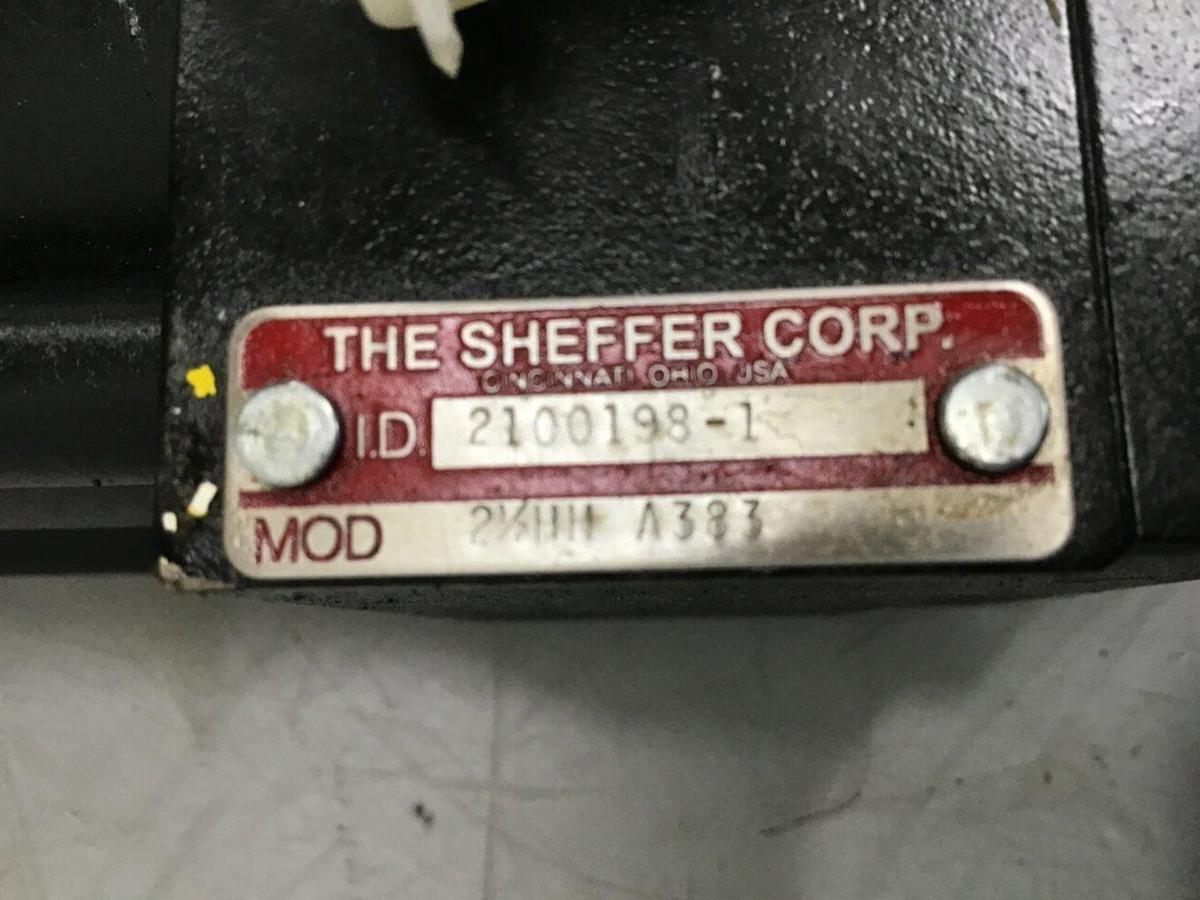 THE SHEFFER CORP.
CINCINNATI OHIO USA
I.D. 2100198-1
MOD 2½HH A383